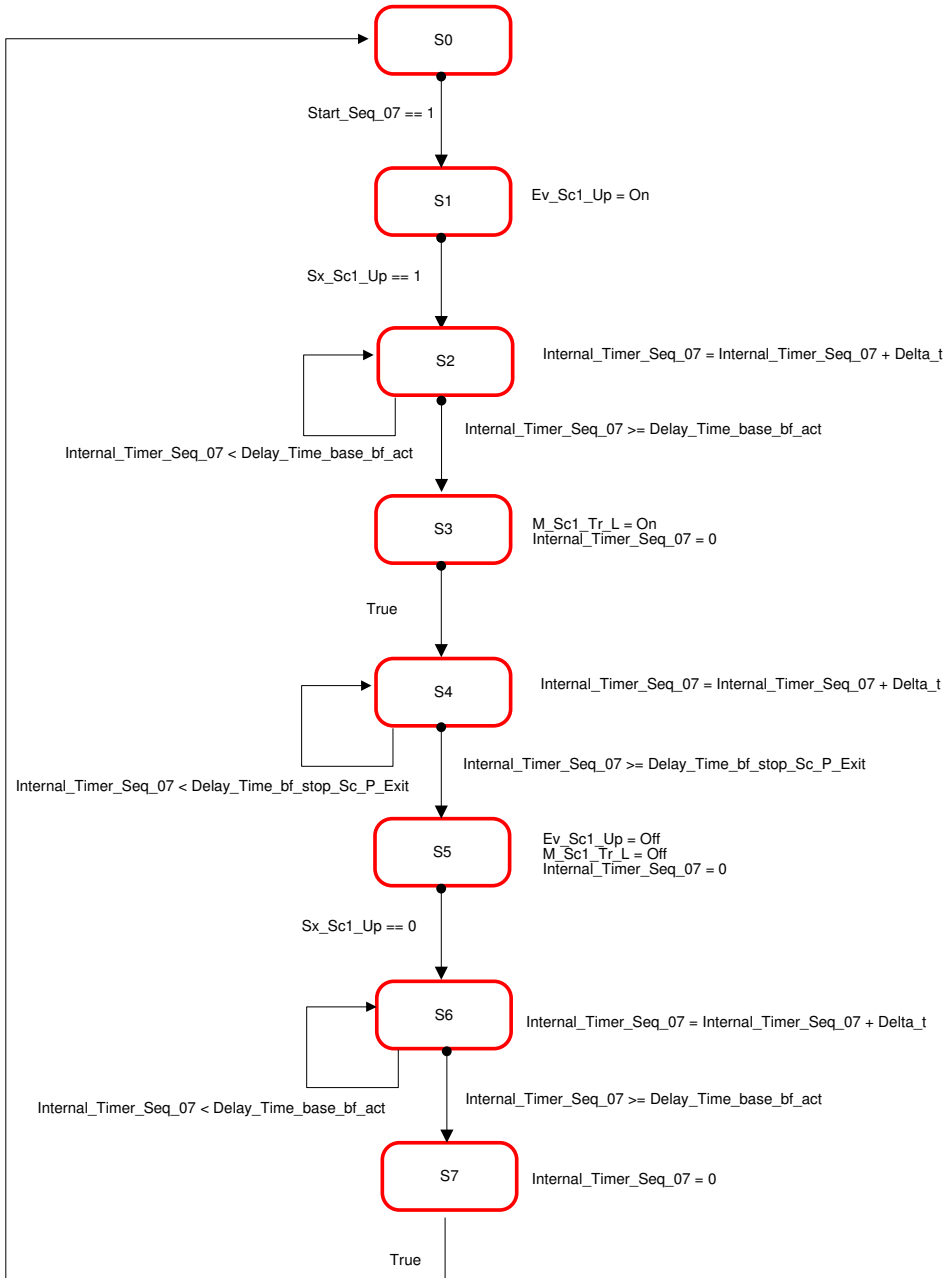 S0
Start_Seq_07 == 1
S1
Ev_Sc1_Up = On
Sx_Sc1_Up == 1
S2
Internal_Timer_Seq_07 = Internal_Timer_Seq_07 + Delta_t
Internal_Timer_Seq_07 < Delay_Time_base_bf_act
Internal_Timer_Seq_07 >= Delay_Time_base_bf_act
S3
M_Sc1_Tr_L = On
Internal_Timer_Seq_07 = 0
True
S4
Internal_Timer_Seq_07 = Internal_Timer_Seq_07 + Delta_t
Internal_Timer_Seq_07 < Delay_Time_bf_stop_Sc_P_Exit
Internal_Timer_Seq_07 >= Delay_Time_bf_stop_Sc_P_Exit
S5
Ev_Sc1_Up = Off
M_Sc1_Tr_L = Off
Internal_Timer_Seq_07 = 0
Sx_Sc1_Up == 0
S6
Internal_Timer_Seq_07 = Internal_Timer_Seq_07 + Delta_t
Internal_Timer_Seq_07 < Delay_Time_base_bf_act
Internal_Timer_Seq_07 >= Delay_Time_base_bf_act
S7
Internal_Timer_Seq_07 = 0
True